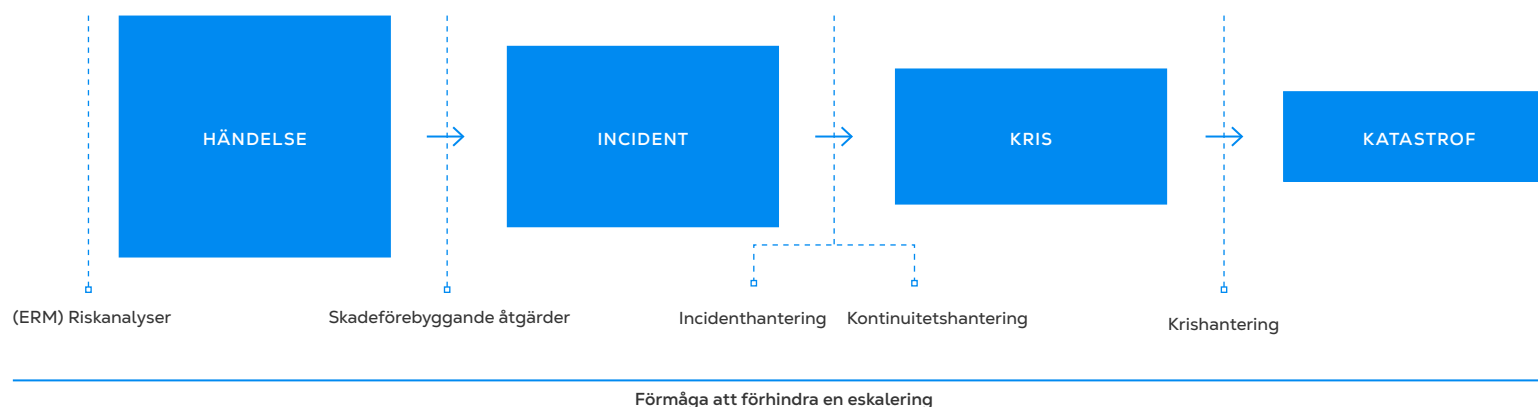 HÄNDELSE
INCIDENT
KRIS
KATASTROF
(ERM) Riskanalyser
Skadeförebyggande åtgärder
Incidenthantering
Kontinuitetshantering
Krishantering
Förmåga att förhindra en eskalering